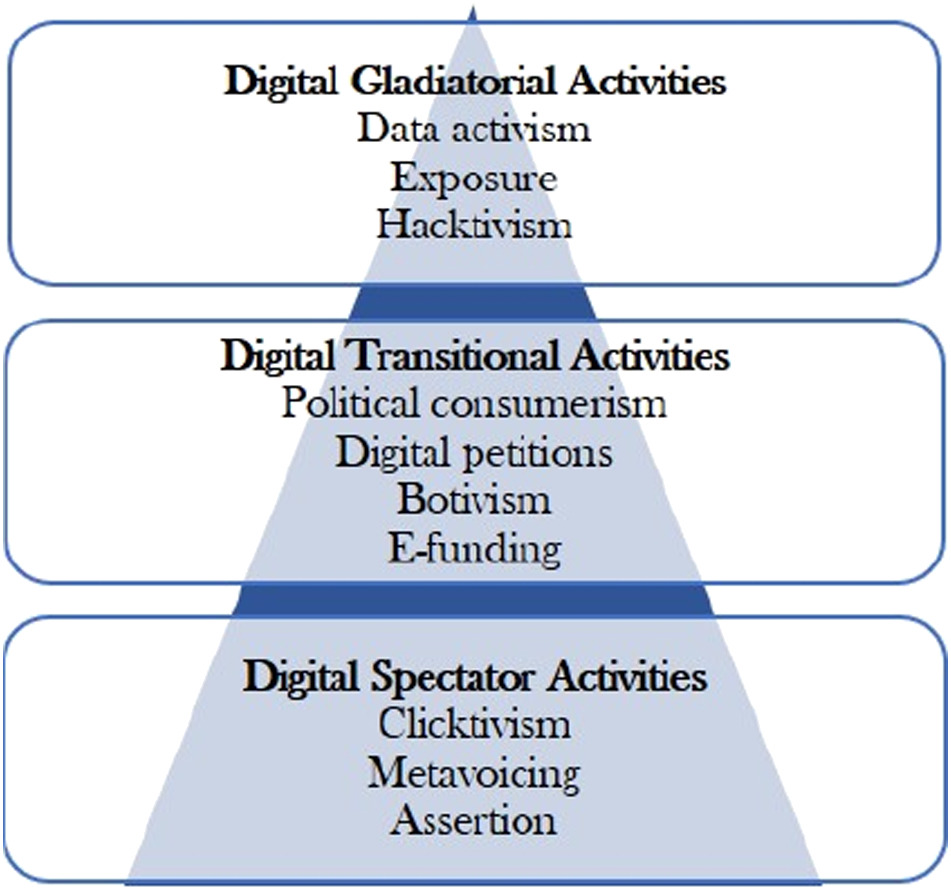 Digital Gladiatorial Activities
Data activism
Exposure
Hacktivism
Digital Transitional Activities
Political consumerism
Digital petitions
Botivism
E-funding
Digital Spectator Activities
Clicktivism
Metavoicing
Assertion